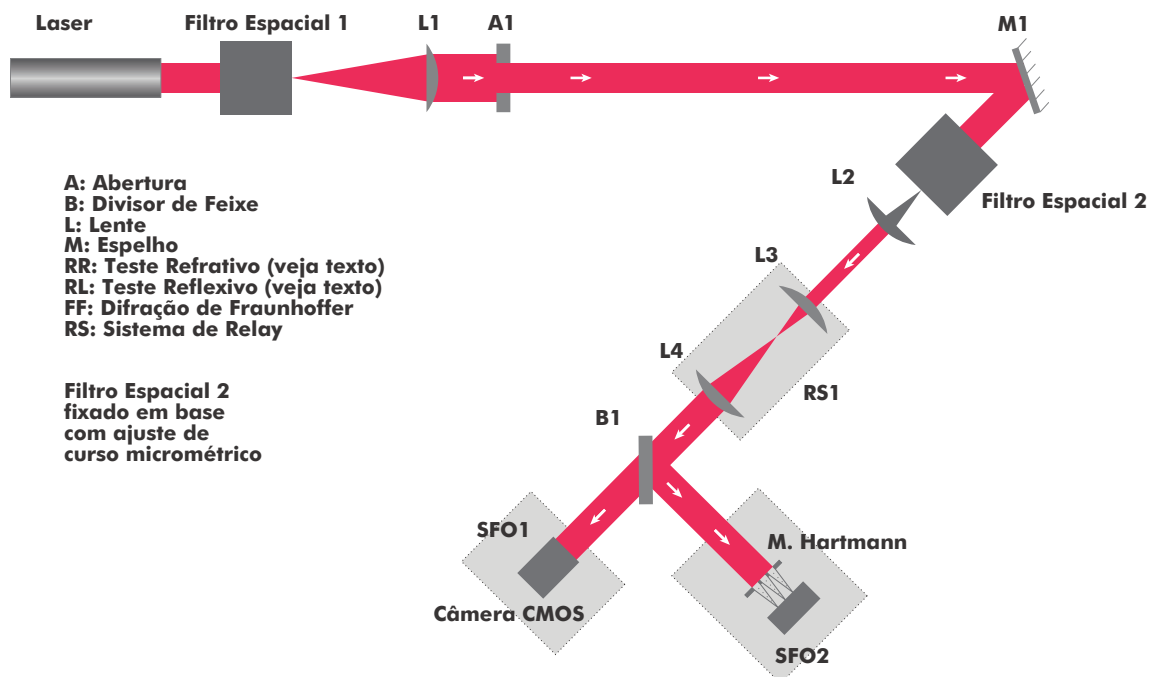 Laser
Filtro Espacial 1
L1
A1
M1
A: Abertura
B: Divisor de Feixe
L: Lente
M: Espelho
RR: Teste Refrativo (veja texto)
RL: Teste Reflexivo (veja texto)
FF: Difração de Fraunhoffer
RS: Sistema de Relay
L2
Filtro Espacial 2
L3
L4
RS1
Filtro Espacial 2
fixado em base
com ajuste de
curso micrométrico
B1
SFO1
M. Hartmann
Câmera CMOS
SFO2